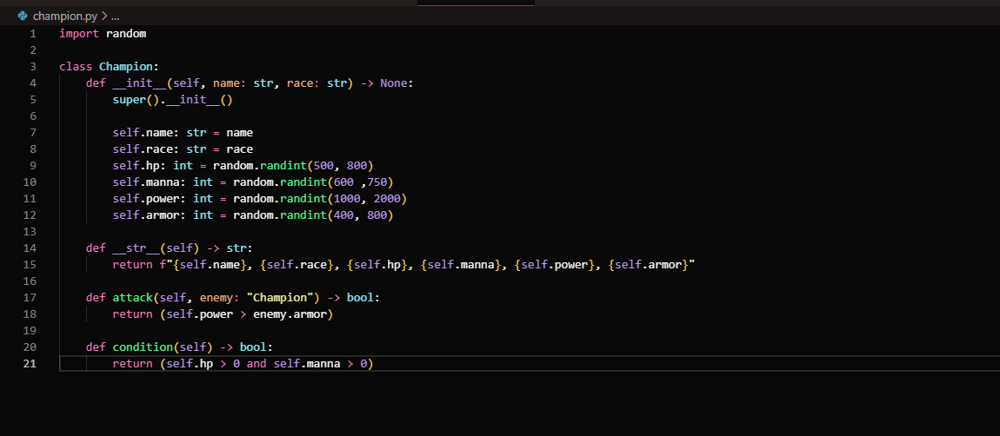 champion.py > ...
1 import random
2
3 class Champion:
4     def __init__(self, name: str, race: str) -> None:
5         super().__init__()
6
7         self.name: str = name
8         self.race: str = race
9         self.hp: int = random.randint(500, 800)
10         self.manna: int = random.randint(600 ,750)
11         self.power: int = random.randint(1000, 2000)
12         self.armor: int = random.randint(400, 800)
13
14     def __str__(self) -> str:
15         return f"{self.name}, {self.race}, {self.hp}, {self.manna}, {self.power}, {self.armor}"
16
17     def attack(self, enemy: "Champion") -> bool:
18         return (self.power > enemy.armor)
19
20     def condition(self) -> bool:
21         return (self.hp > 0 and self.manna > 0)